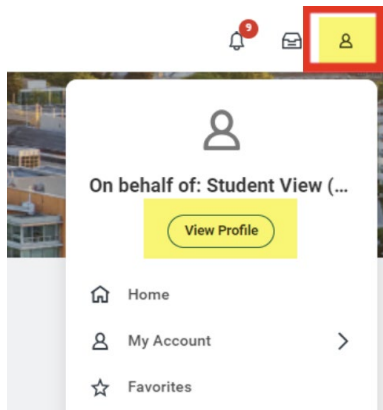 9
On behalf of: Student View (...
View Profile
Home
My Account
Favorites